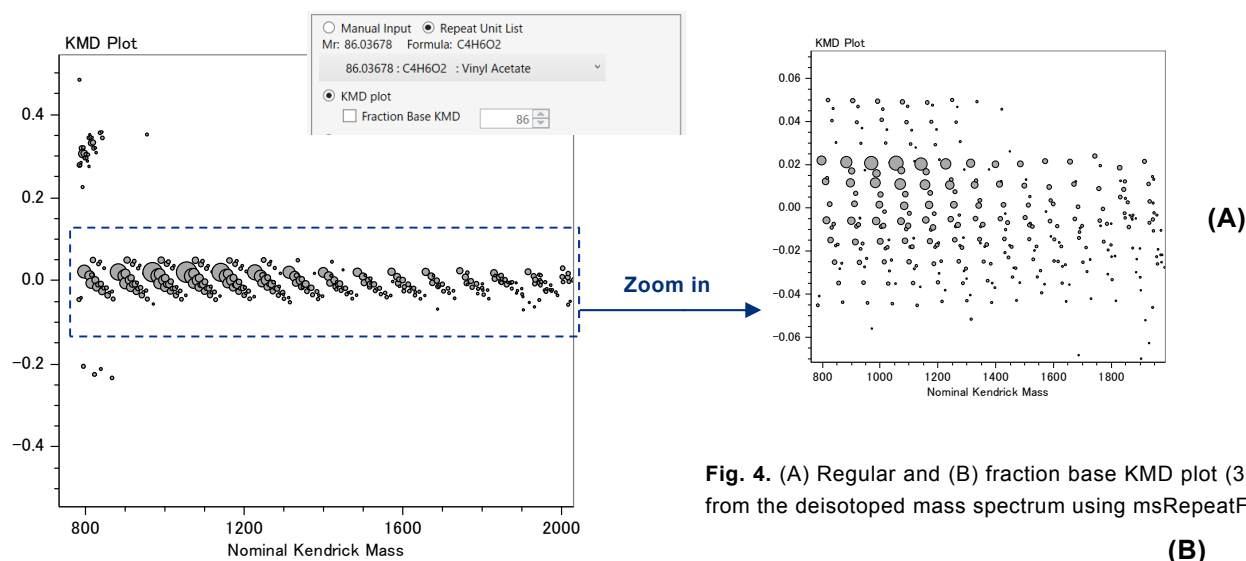 KMD Plot
Manual Input Repeat Unit List
Mr: 86.03678 Formula: C4H6O2
86.03678 : C4H6O2 : Vinyl Acetate
KMD plot
Fraction Base KMD 86
0.4
0.2
0.0
−0.2
−0.4
800 1200 1600 2000
Nominal Kendrick Mass
Zoom in
KMD Plot
0.06
0.04
0.02
0.00
−0.02
−0.04
−0.06
800 1000 1200 1400 1600 1800
Nominal Kendrick Mass
(A)
Fig. 4. (A) Regular and (B) fraction base KMD plot (3
from the deisotoped mass spectrum using msRepeatF
(B)